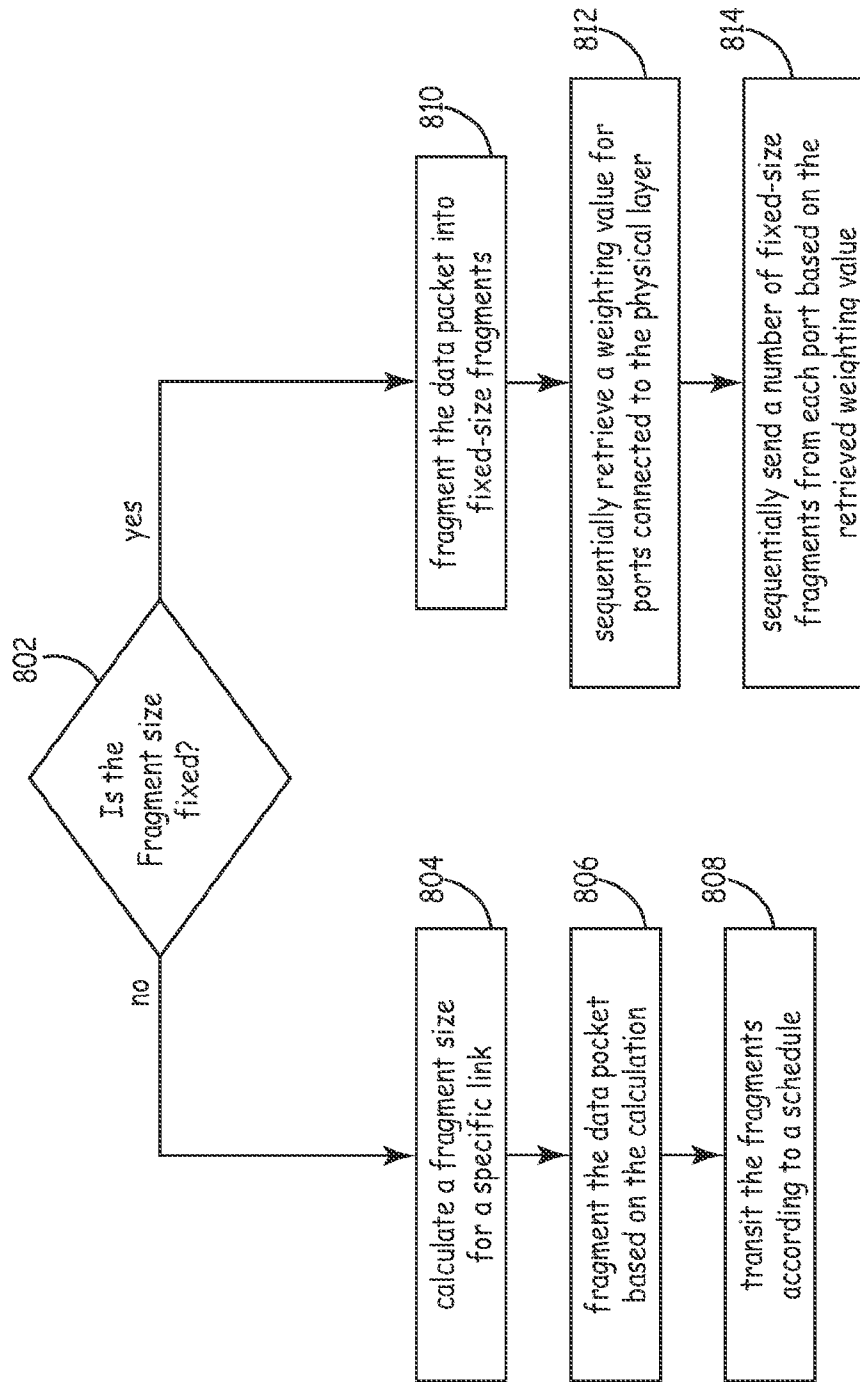 802
Is the
Fragment size
fixed?
no
yes
804
calculate a fragment size
for a specific link
806
fragment the data pocket
based on the calculation
808
transit the fragments
according to a schedule
810
fragment the data packet into
fixed-size fragments
812
sequentially retrieve a weighting value for
ports connected to the physical layer
814
sequentially send a number of fixed-size
fragments from each port based on the
retrieved weighting value